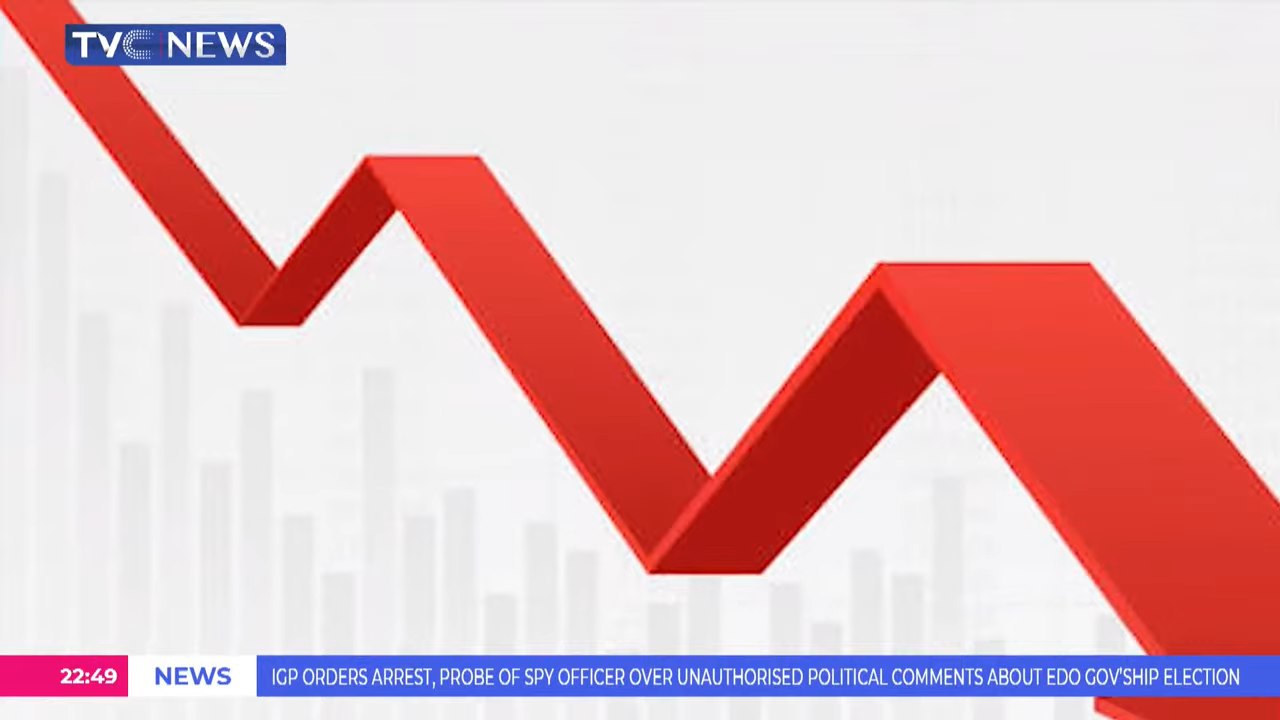 TVC NEWS
22:49 NEWS IGP ORDERS ARREST, PROBE OF SPY OFFICER OVER UNAUTHORISED POLITICAL COMMENTS ABOUT EDO GOV'SHIP ELECTION